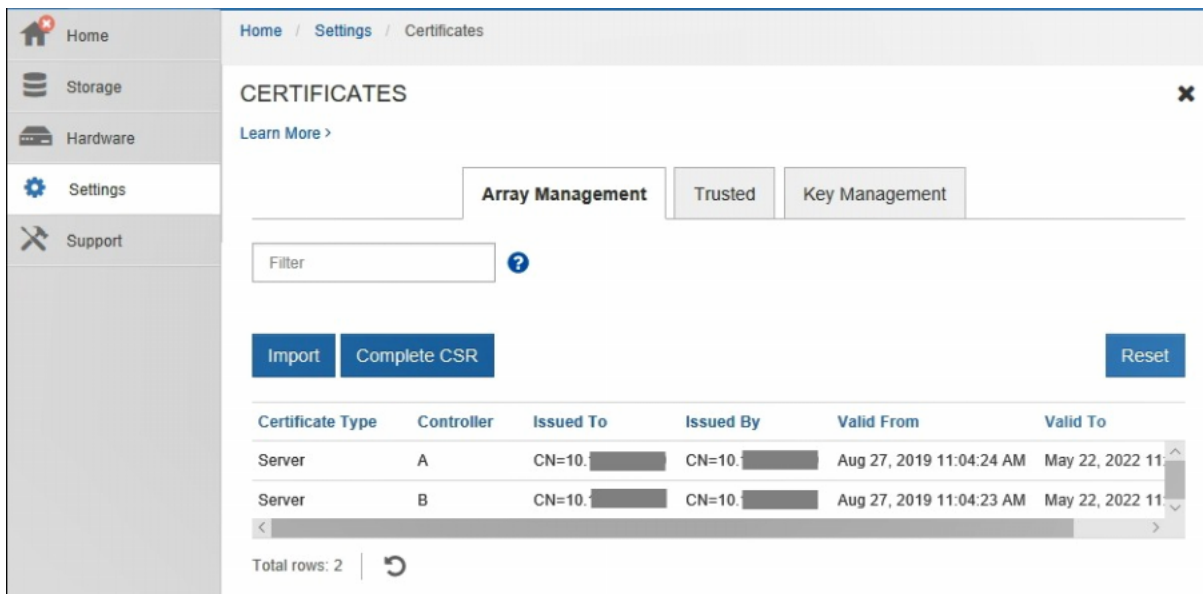 Home
Storage
Hardware
Settings
Support
Home / Settings / Certificates
CERTIFICATES
Learn More >
Array Management Trusted Key Management
Filter ?
Import Complete CSR Reset
Certificate Type Controller Issued To Issued By Valid From Valid To
Server A CN=10. CN=10. Aug 27, 2019 11:04:24 AM May 22, 2022 11:
Server B CN=10. CN=10. Aug 27, 2019 11:04:23 AM May 22, 2022 11:
Total rows: 2